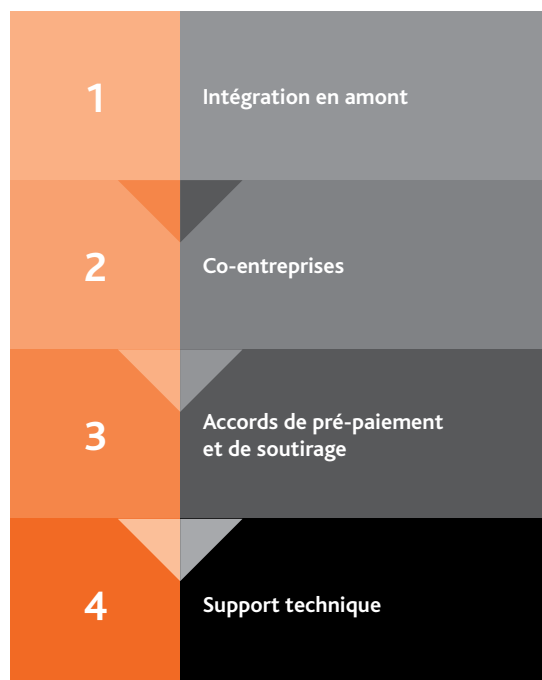 1
Intégration en amont
2
Co-entreprises
3
Accords de pré-paiement
et de soutirage
4
Support technique